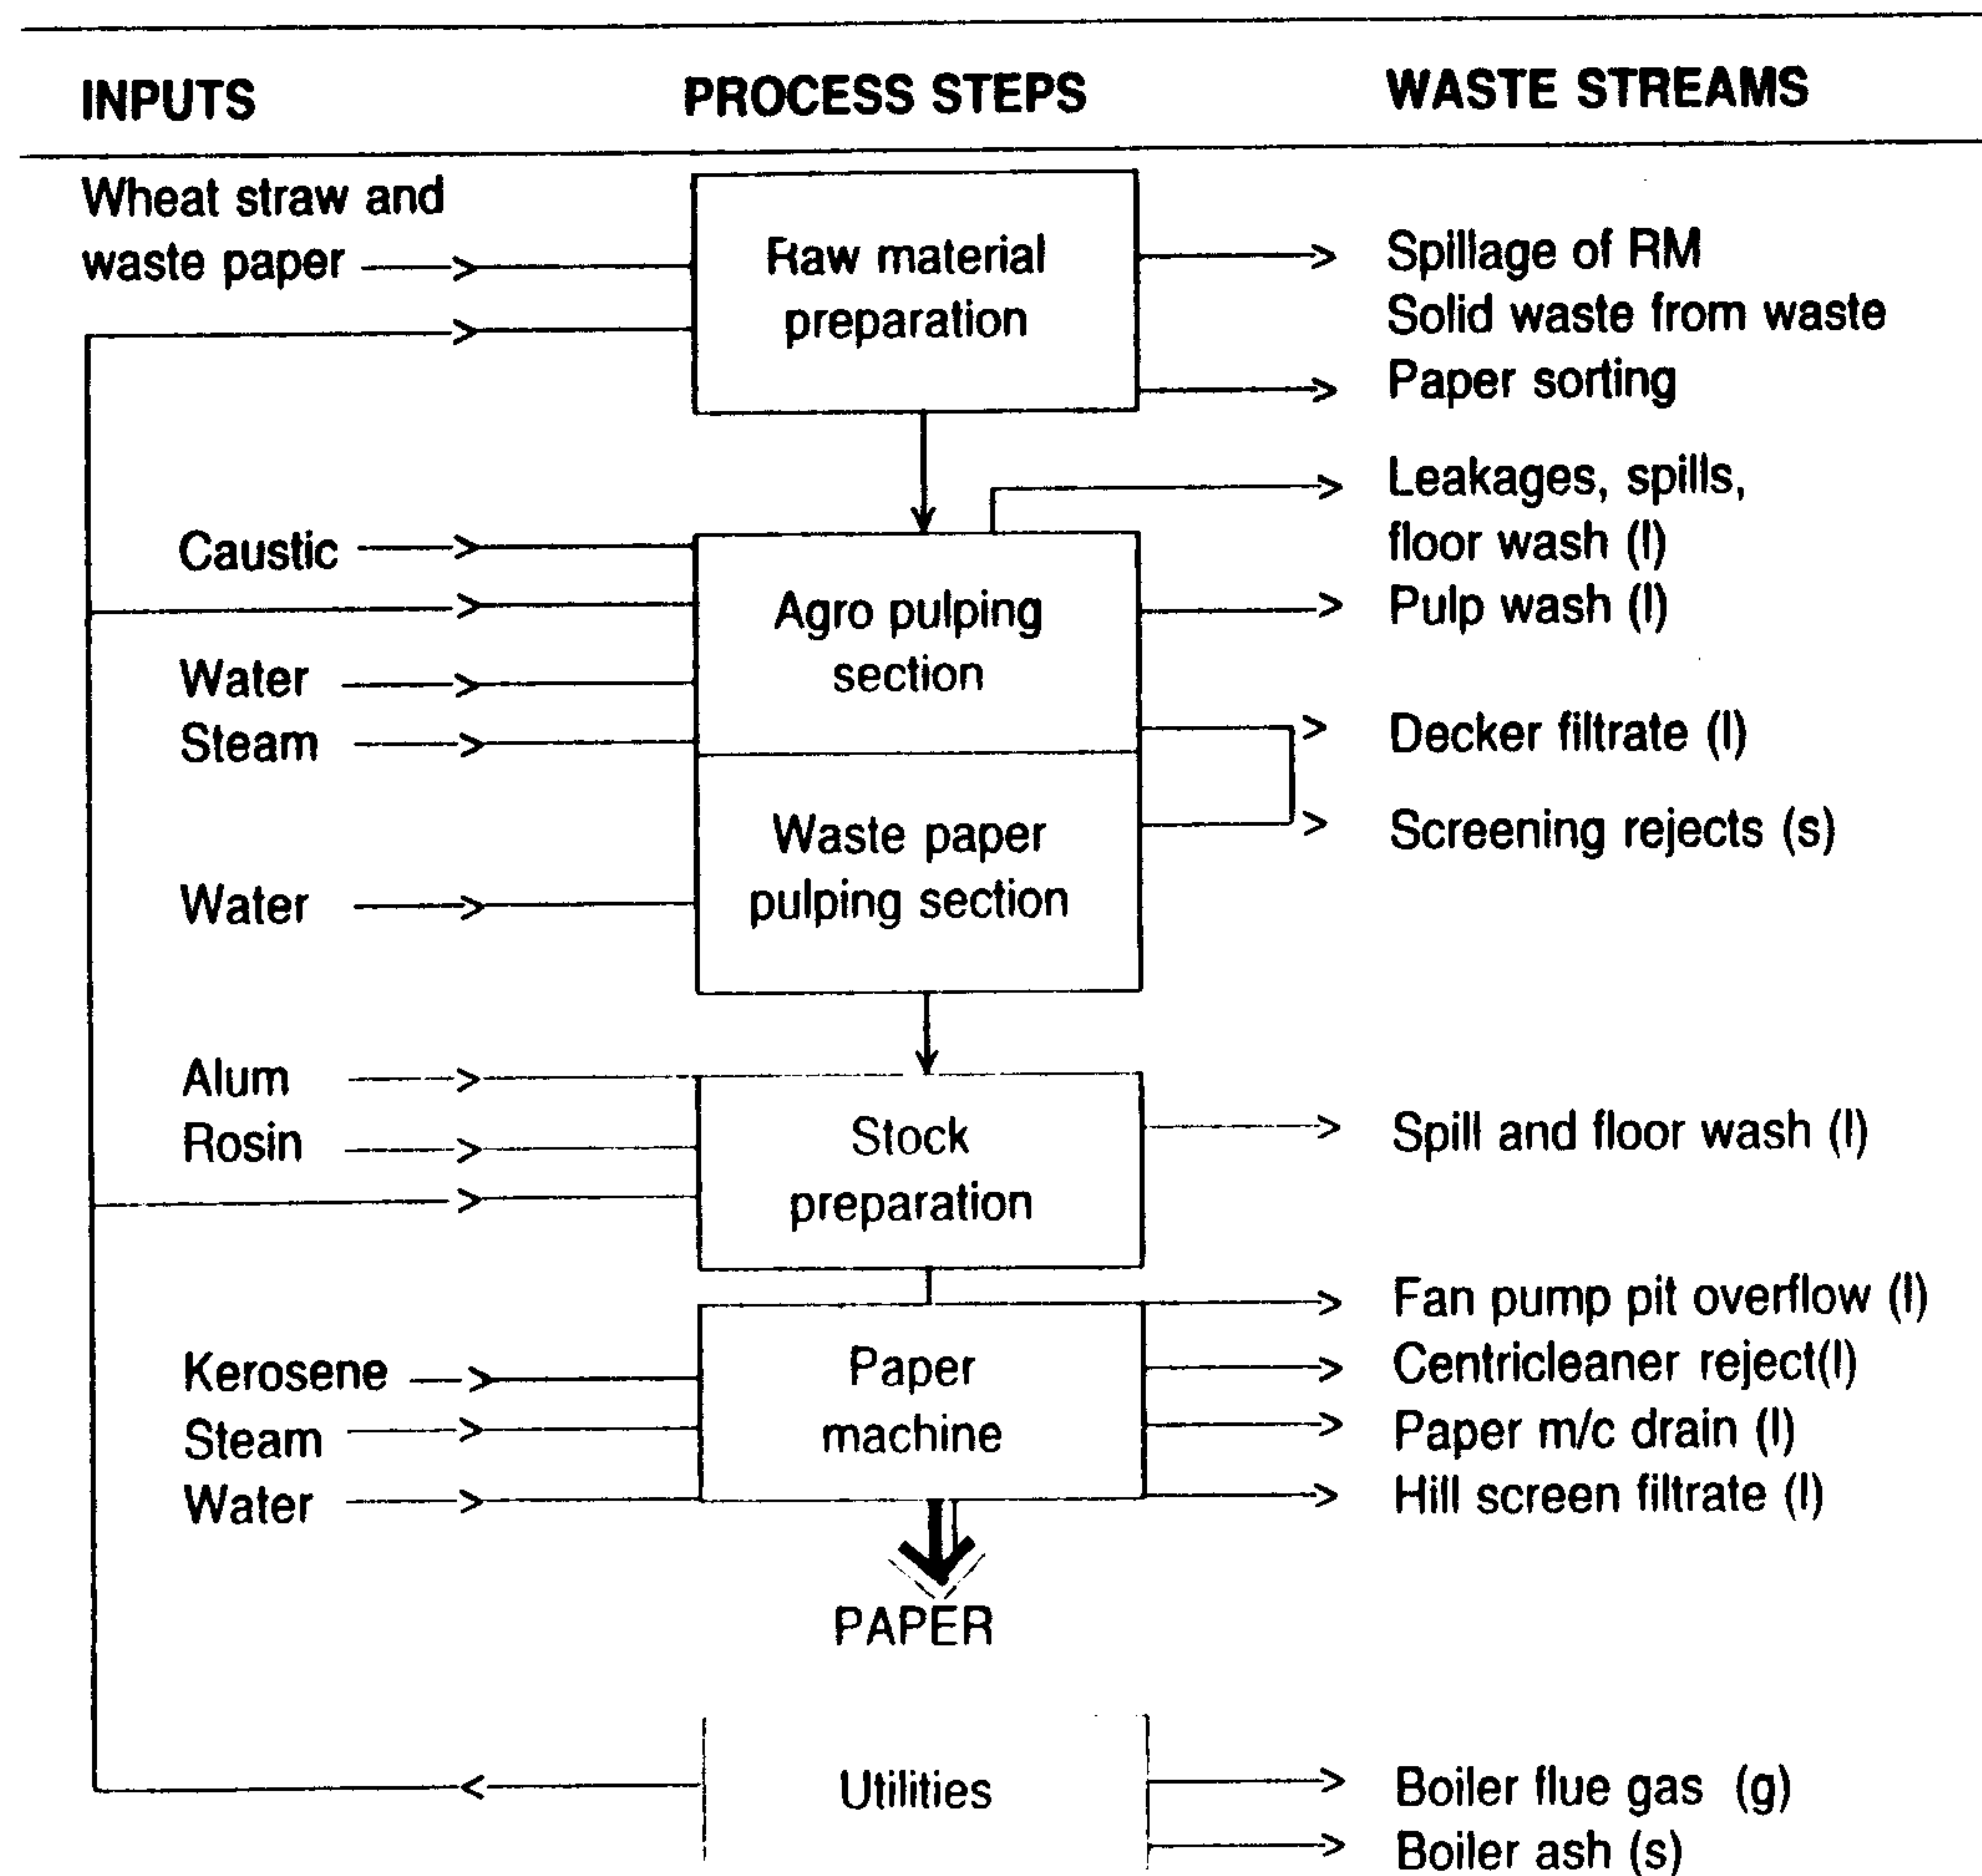 INPUTS
PROCESS STEPS
WASTE STREAMS
Wheat straw and
waste paper
Raw material
preparation
Spillage of RM
Solid waste from waste
Paper sorting
Caustic
Water
Steam
Agro pulping
section
Leakages, spills,
floor wash (l)
Pulp wash (l)
Decker filtrate (l)
Screening rejects (s)
Water
Waste paper
pulping section
Alum
Rosin
Stock
preparation
Spill and floor wash (l)
Kerosene
Steam
Water
Paper
machine
Fan pump pit overflow (l)
Centricleaner reject(l)
Paper m/c drain (l)
Hill screen filtrate (l)
PAPER
Utilities
Boiler flue gas (g)
Boiler ash (s)